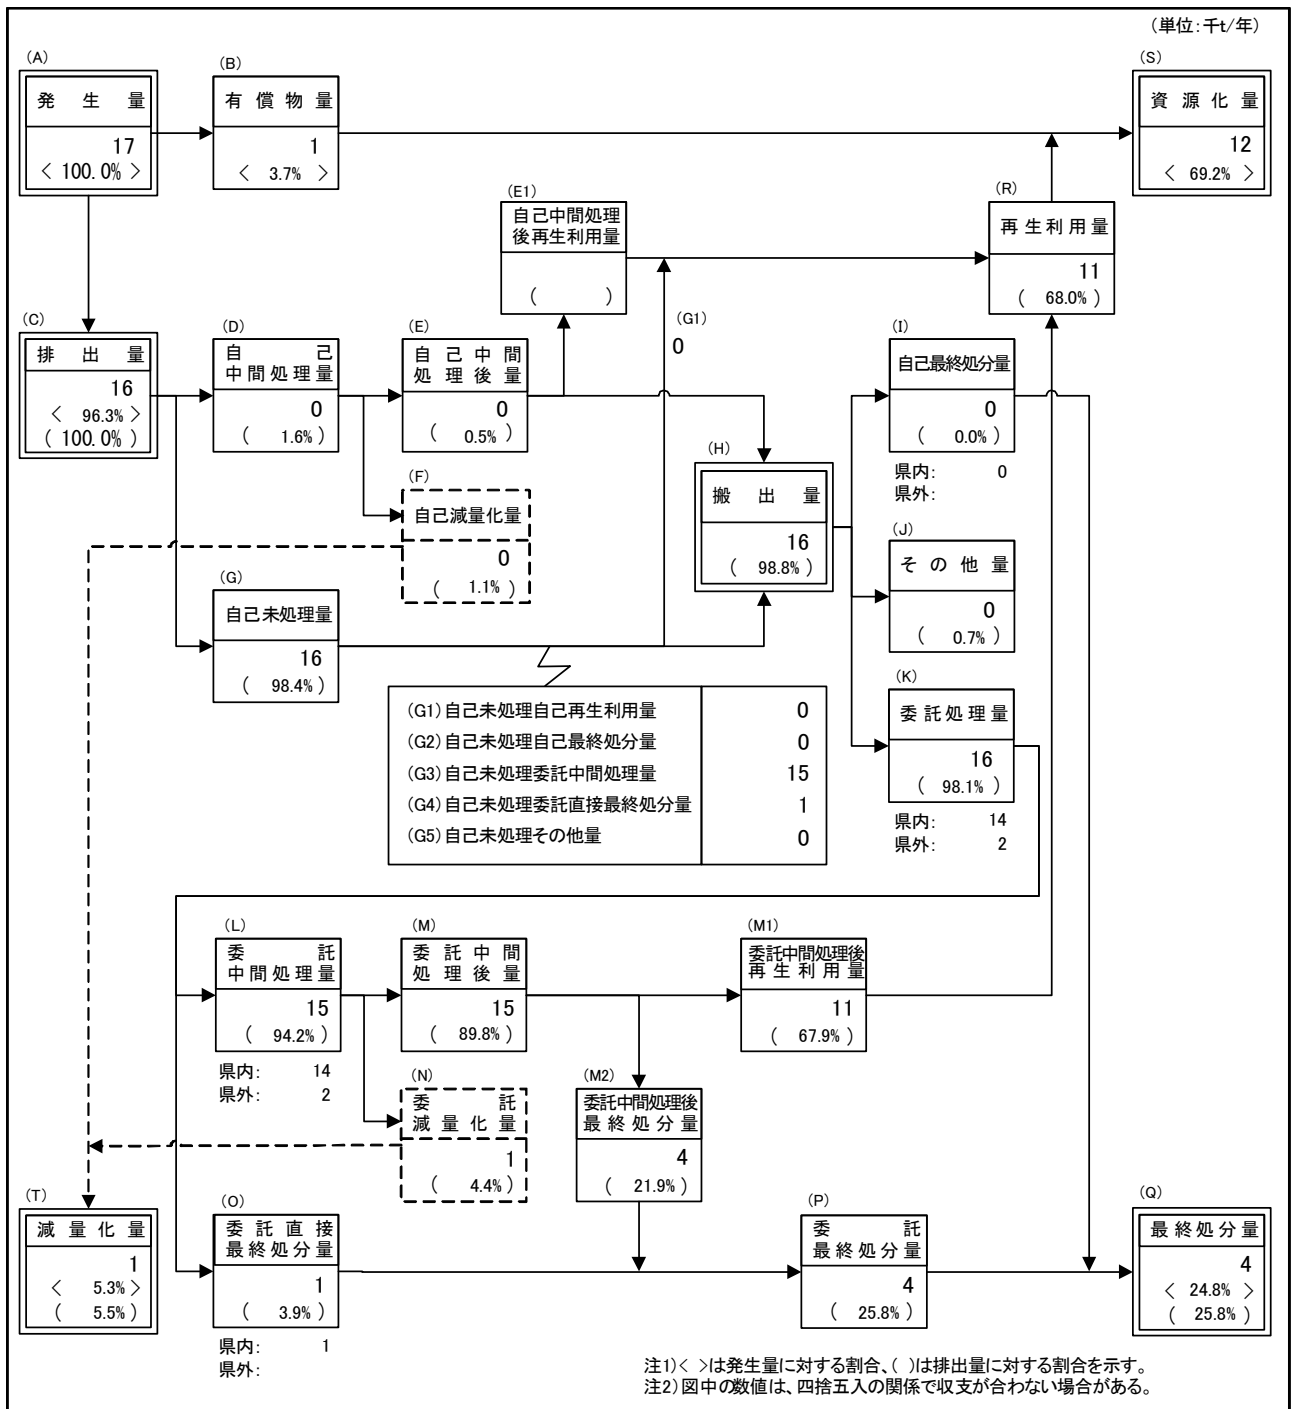 (単位:千t/年)
(A)
発生量
17
< 100.0% >
(B)
有償物量
1
< 3.7% >
(S)
資源化量
12
< 69.2% >
(E1)
自己中間処理
後再生利用量
( )
(R)
再生利用量
11
( 68.0% )
(C)
排出量
16
< 96.3% >
( 100.0% )
(D)
自己
中間処理量
0
( 1.6% )
(E)
自己中間
処理後量
0
( 0.5% )
(G1)
0
(I)
自己最終処分量
0
( 0.0% )
県内: 0
県外:
(F)
自己減量化量
0
( 1.1% )
(H)
搬出量
16
( 98.8% )
(J)
その他量
0
( 0.7% )
(G)
自己未処理量
16
( 98.4% )
(G1)自己未処理自己再生利用量 0
(G2)自己未処理自己最終処分量 0
(G3)自己未処理委託中間処理量 15
(G4)自己未処理委託直接最終処分量 1
(G5)自己未処理その他量 0
(K)
委託処理量
16
( 98.1% )
県内: 14
県外: 2
(L)
委託
中間処理量
15
( 94.2% )
県内: 14
県外: 2
(M)
委託中間
処理後量
15
( 89.8% )
(M1)
委託中間処理後
再生利用量
11
( 67.9% )
(N)
委託
減量化量
1
( 4.4% )
(M2)
委託中間処理後
最終処分量
4
( 21.9% )
(T)
減量化量
1
< 5.3% >
( 5.5% )
(O)
委託直接
最終処分量
1
( 3.9% )
県内: 1
県外:
(P)
委託
最終処分量
4
( 25.8% )
(Q)
最終処分量
4
< 24.8% >
( 25.8% )
注1)< >は発生量に対する割合、( )は排出量に対する割合を示す。
注2)図中の数値は、四捨五入の関係で収支が合わない場合がある。